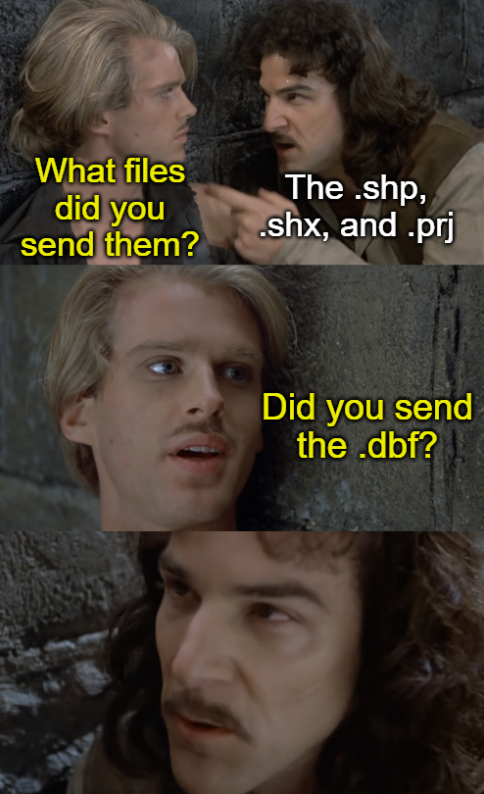 What files
did you
send them?
The .shp,
.shx, and .prj
Did you send
the .dbf?